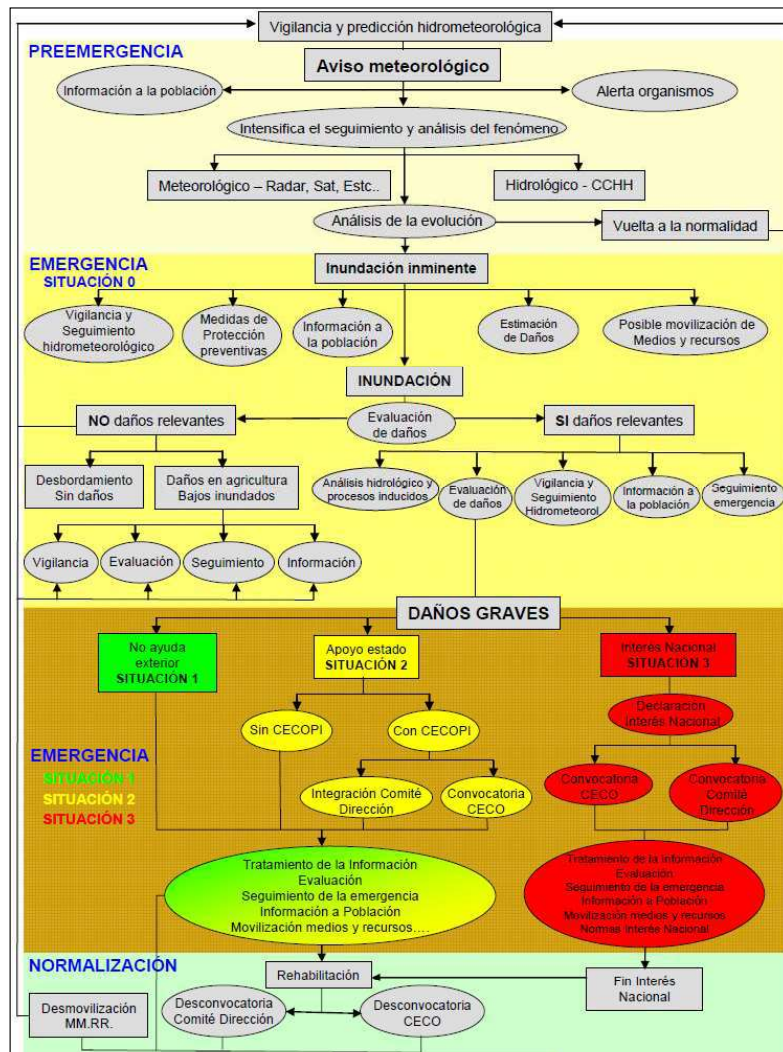 Vigilancia y predicción hidrometeorológica
PREEMERGENCIA
Aviso meteorológico
Información a la población
Alerta organismos
Intensifica el seguimiento y análisis del fenómeno
Meteorológico – Radar, Sat, Estc..
Hidrológico - CCHH
Análisis de la evolución
Vuelta a la normalidad
EMERGENCIA
SITUACIÓN 0
Inundación inminente
Vigilancia y
Seguimiento
hidrometeorológico
Medidas de
Protección
preventivas
Información a
la población
Estimación
de Daños
Posible movilización de
Medios y recursos
INUNDACIÓN
NO daños relevantes
Evaluación
de daños
SI daños relevantes
Desbordamiento
Sin daños
Daños en agricultura
Bajos inundados
Análisis hidrológico y
procesos inducidos
Evaluación
de daños
Vigilancia y
Seguimiento
Hidrometeorol
Información a
la población
Seguimiento
emergencia
Vigilancia
Evaluación
Seguimiento
Información
DAÑOS GRAVES
No ayuda
exterior
SITUACIÓN 1
Apoyo estado
SITUACIÓN 2
Interés Nacional
SITUACIÓN 3
Declaración
Interés Nacional
Sin CECOPI
Con CECOPI
EMERGENCIA
SITUACIÓN 1
SITUACIÓN 2
SITUACIÓN 3
Integración Comité
Dirección
Convocatoria
CECO
Convocatoria
CECO
Convocatoria
Comité
Dirección
Tratamiento de la Información
Evaluación
Seguimiento de la emergencia
Información a Población
Movilización medios y recursos....
Tratamiento de la Información
Evaluación
Seguimiento de la emergencia
Información a Población
Movilización medios y recursos
Normas Interés Nacional
NORMALIZACIÓN
Rehabilitación
Fin Interés
Nacional
Desmovilización
MM.RR.
Desconvocatoria
Comité Dirección
Desconvocatoria
CECO